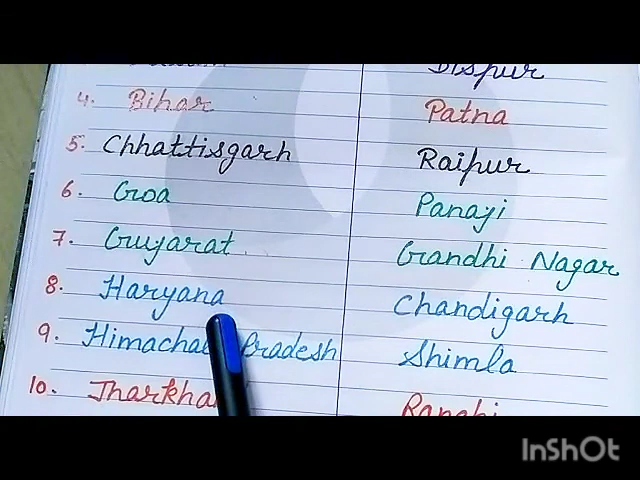 Dispur
4. Bihar Patna
5. Chhattisgarh Raipur
6. Goa Panaji
7. Gujarat Gandhi Nagar
8. Haryana Chandigarh
9. Himachal Pradesh Shimla
10.
InShOt